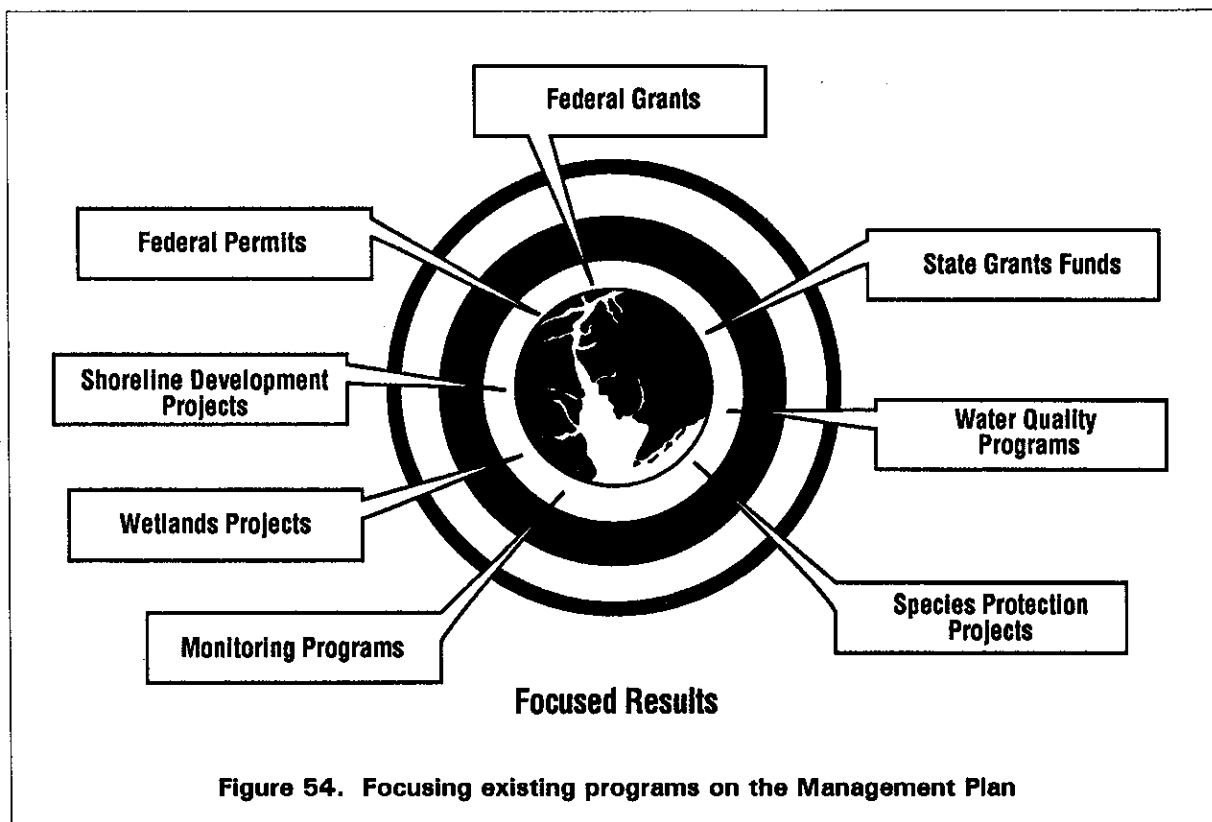 Federal Grants
Federal Permits
State Grants Funds
Shoreline Development
Projects
Water Quality
Programs
Wetlands Projects
Species Protection
Projects
Monitoring Programs
Focused Results
Figure 54. Focusing existing programs on the Management Plan